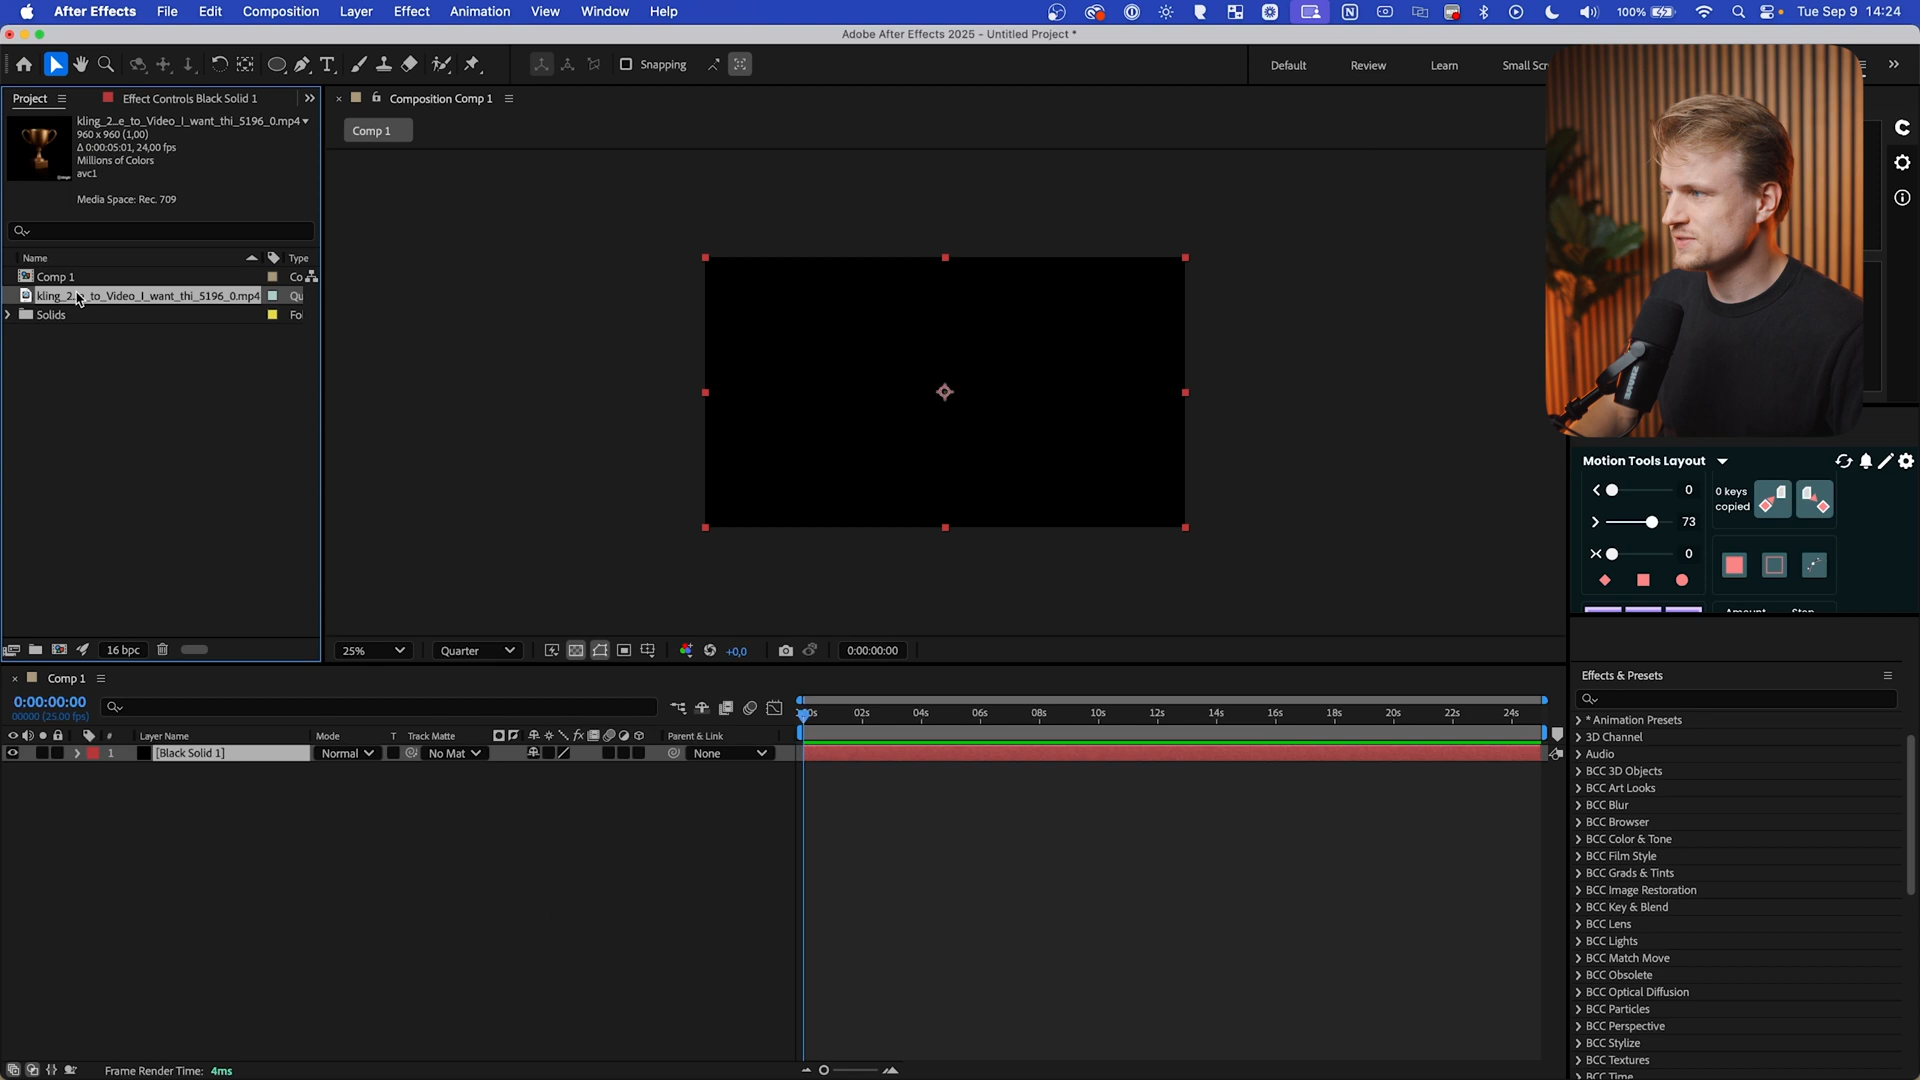 After Effects File Edit Composition Layer Effect Animation View Window Help
100% Tue Sep 9 14:24
Adobe After Effects 2025 - Untitled Project *
Snapping
Default Review Learn Small Scr
Project Effect Controls Black Solid 1
Composition Comp 1
Comp 1
kling_2...e_to_Video_I_want_thi_5196_0.mp4
960 x 960 (1,00)
Δ 0:00:05:01, 24,00 fps
Millions of Colors
avc1
Media Space: Rec. 709
Name Type
Comp 1 Co
_to_Video_I_want_thi_5196_0.mp4 Qu
Solids Fo
16 bpc
25% Quarter +0,0 0:00:00:00
Motion Tools Layout
0
0 keys
copied
73
0
Comp 1
0:00:00:00
00000 (25.00 fps)
02s 04s 06s 08s 10s 12s 14s 16s 18s 20s 22s 24s
# Layer Name Mode T Track Matte Parent & Link
1 [Black Solid 1] Normal No Mat None
Effects & Presets
* Animation Presets
3D Channel
Audio
BCC 3D Objects
BCC Art Looks
BCC Blur
BCC Browser
BCC Color & Tone
BCC Film Style
BCC Grads & Tints
BCC Image Restoration
BCC Key & Blend
BCC Lens
BCC Lights
BCC Match Move
BCC Obsolete
BCC Optical Diffusion
BCC Particles
BCC Perspective
BCC Stylize
BCC Textures
BCC Time
Frame Render Time: 4ms